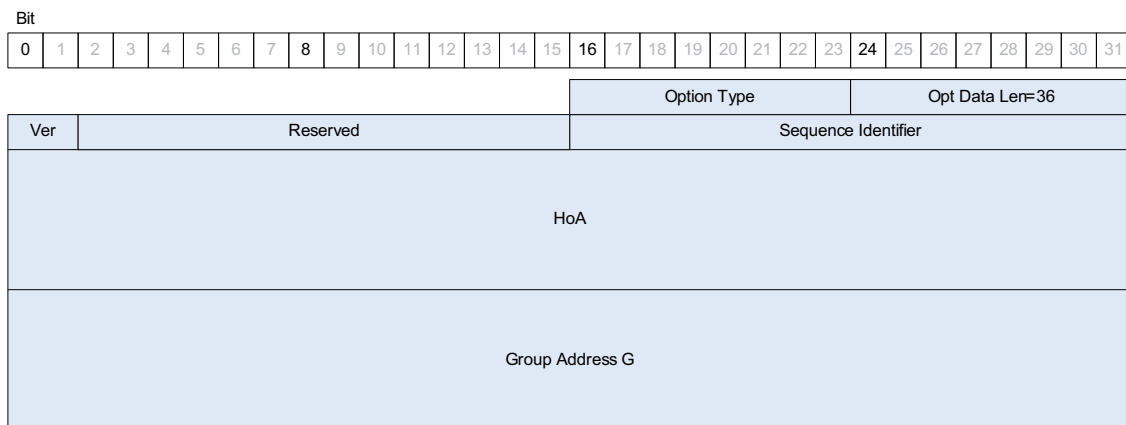 Bit
0 1 2 3 4 5 6 7 8 9 10 11 12 13 14 15 16 17 18 19 20 21 22 23 24 25 26 27 28 29 30 31
Option Type Opt Data Len=36
Ver Reserved Sequence Identifier
HoA
Group Address G